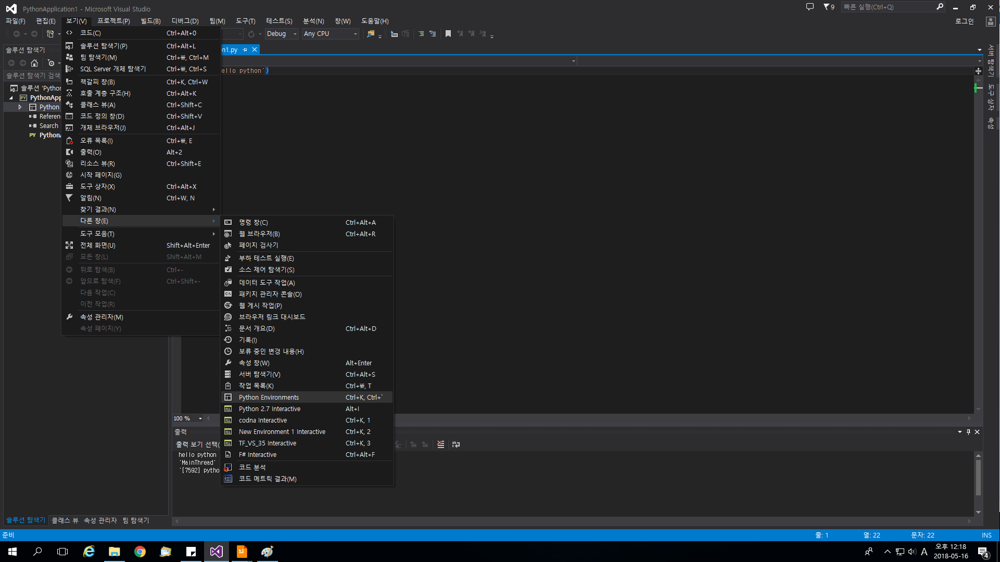 PythonApplication1 - Microsoft Visual Studio
9
빠른 실행(Ctrl+Q)
파일(F) 편집(E) 보기(V) 프로젝트(P) 빌드(B) 디버그(D) 팀(M) 도구(T) 테스트(S) 분석(N) 창(W) 도움말(H)
로그인
Debug Any CPU
솔루션 탐색기
솔루션 탐색기 검색
솔루션 'Python
PythonApp
Python
Referen
Search
PythonA
코드(C) Ctrl+Alt+0
솔루션 탐색기(P) Ctrl+Alt+L
팀 탐색기(M) Ctrl+₩, Ctrl+M
SQL Server 개체 탐색기 Ctrl+₩, Ctrl+S
책갈피 창(B) Ctrl+K, Ctrl+W
호출 계층 구조(H) Ctrl+Alt+K
클래스 뷰(A) Ctrl+Shift+C
코드 정의 창(D) Ctrl+Shift+V
개체 브라우저(J) Ctrl+Alt+J
오류 목록(I) Ctrl+₩, E
출력(O) Alt+2
리소스 뷰(R) Ctrl+Shift+E
시작 페이지(G)
도구 상자(X) Ctrl+Alt+X
알림(N) Ctrl+W, N
찾기 결과(N)
다른 창(E)
도구 모음(T)
전체 화면(U) Shift+Alt+Enter
모든 창(L) Shift+Alt+M
뒤로 탐색(B) Ctrl+-
앞으로 탐색(F) Ctrl+Shift+-
다음 작업(C)
이전 작업(R)
속성 관리자(M)
속성 페이지(Y)
n1.py
ello python')
명령 창(C) Ctrl+Alt+A
웹 브라우저(B) Ctrl+Alt+R
페이지 검사기
부하 테스트 실행(E)
소스 제어 탐색기(S)
데이터 도구 작업(A)
패키지 관리자 콘솔(O)
웹 게시 작업(P)
브라우저 링크 대시보드
문서 개요(D) Ctrl+Alt+D
기록(I)
보류 중인 변경 내용(H)
속성 창(W) Alt+Enter
서버 탐색기(V) Ctrl+Alt+S
작업 목록(K) Ctrl+₩, T
Python Environments Ctrl+K, Ctrl+`
Python 2.7 Interactive Alt+I
codna Interactive Ctrl+K, 1
New Environment 1 Interactive Ctrl+K, 2
TF_VS_35 Interactive Ctrl+K, 3
F# Interactive Ctrl+Alt+F
코드 분석
코드 메트릭 결과(M)
서버 탐색기
도구 상자
속성
100 %
출력
출력 보기 선택(
hello python
'MainThread'
'[7592] pytho
솔루션 탐색기 클래스 뷰 속성 관리자 팀 탐색기
준비 줄: 1 열: 22 문자: 22 INS
A
오후 12:18
2018-05-16
4